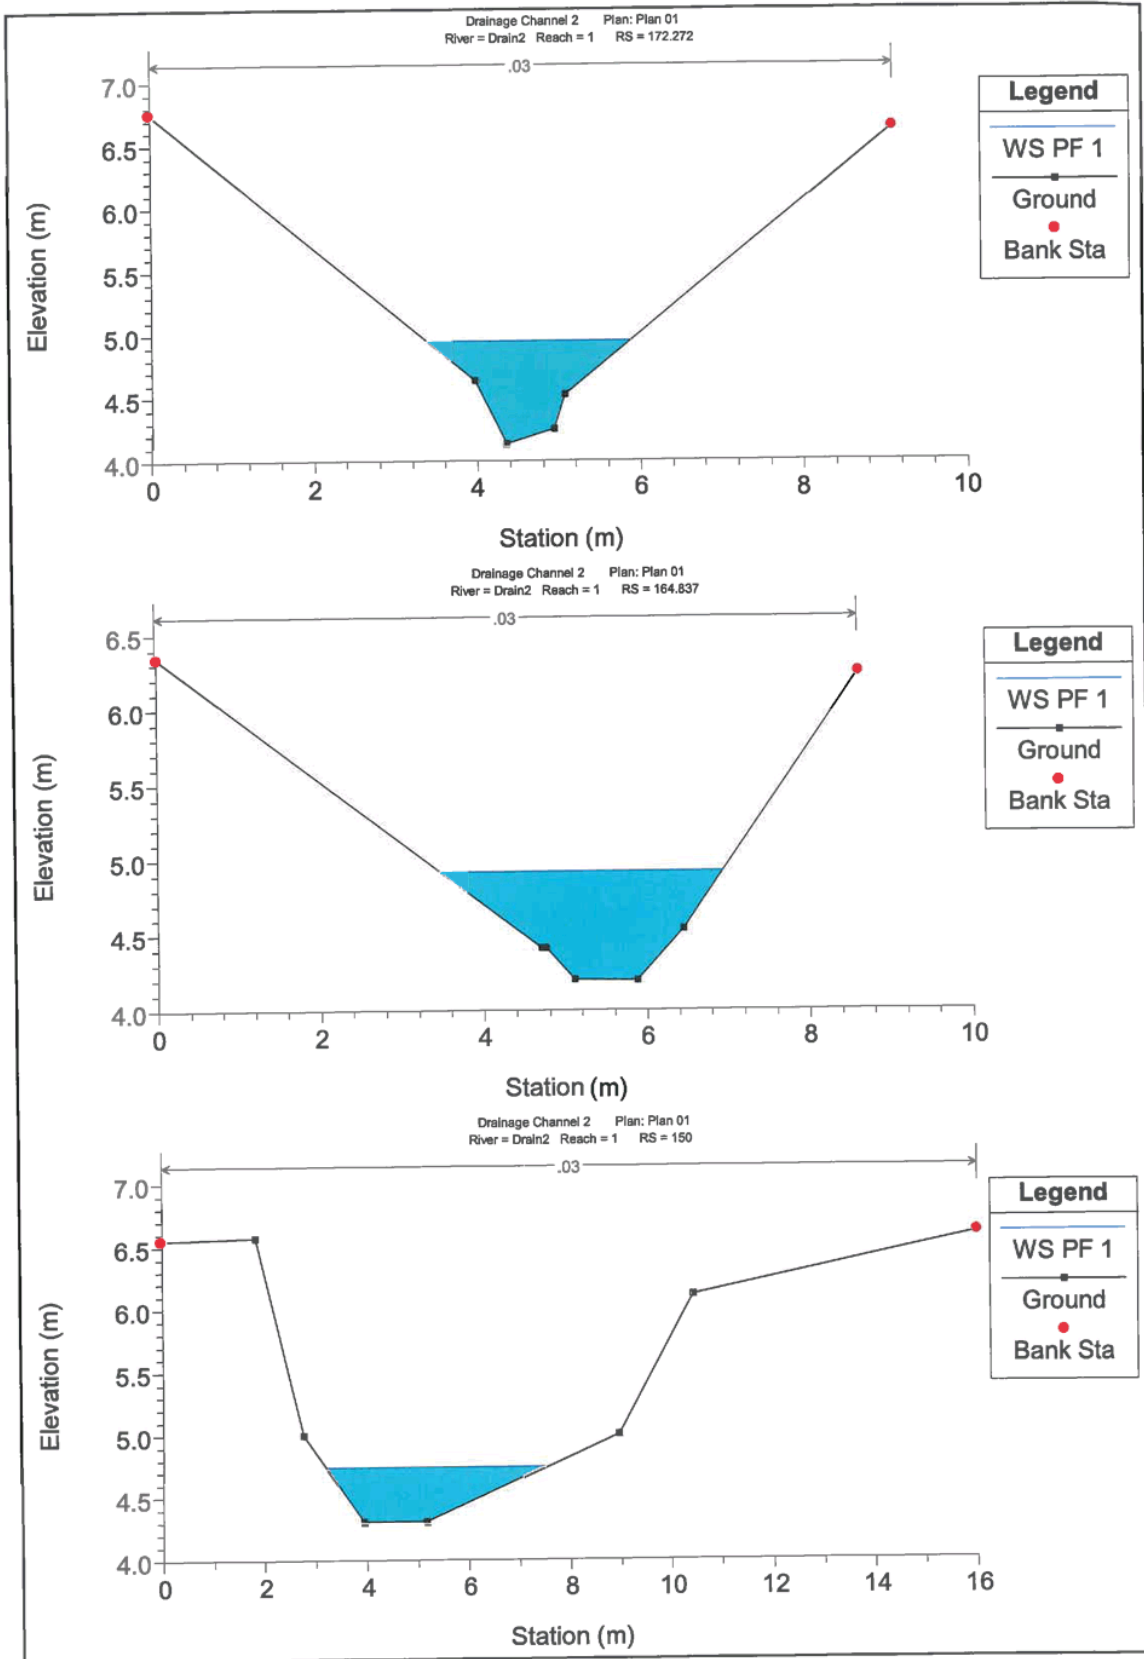 Drainage Channel 2 Plan: Plan 01
River = Drain2 Reach = 1 RS = 172.272
.03
7.0
6.5
6.0
5.5
5.0
4.5
4.0
Elevation (m)
0 2 4 6 8 10
Station (m)
Legend
WS PF 1
Ground
Bank Sta
Drainage Channel 2 Plan: Plan 01
River = Drain2 Reach = 1 RS = 164.837
.03
6.5
6.0
5.5
5.0
4.5
4.0
Elevation (m)
0 2 4 6 8 10
Station (m)
Legend
WS PF 1
Ground
Bank Sta
Drainage Channel 2 Plan: Plan 01
River = Drain2 Reach = 1 RS = 150
.03
7.0
6.5
6.0
5.5
5.0
4.5
4.0
Elevation (m)
0 2 4 6 8 10 12 14 16
Station (m)
Legend
WS PF 1
Ground
Bank Sta